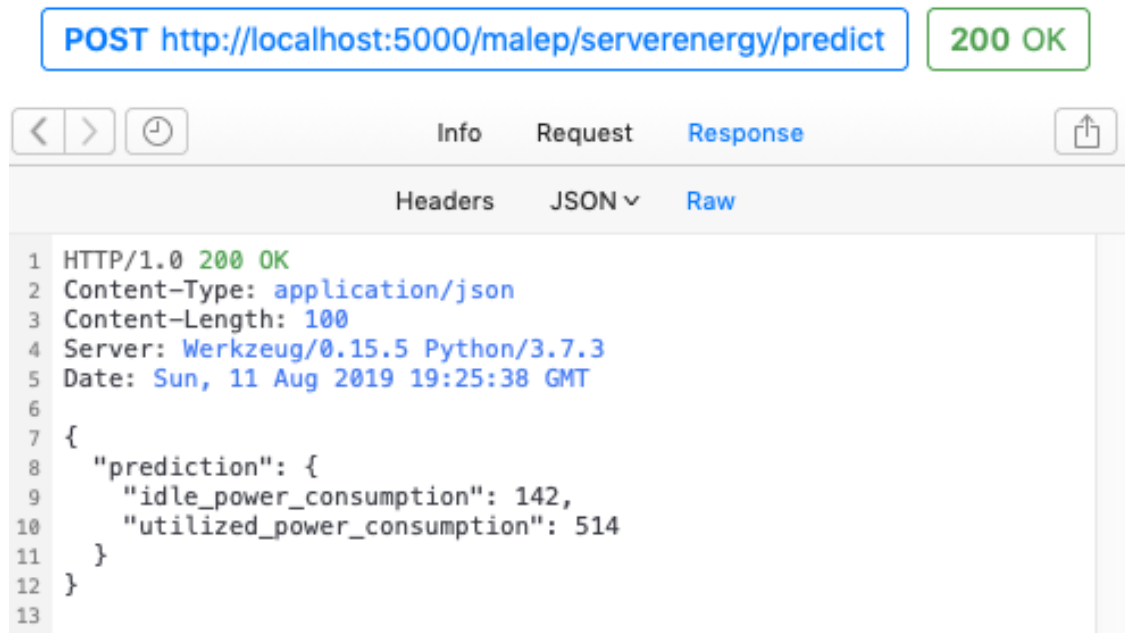 POST http://localhost:5000/malep/serverenergy/predict 200 OK
Info Request Response
Headers JSON Raw
1 HTTP/1.0 200 OK
2 Content-Type: application/json
3 Content-Length: 100
4 Server: Werkzeug/0.15.5 Python/3.7.3
5 Date: Sun, 11 Aug 2019 19:25:38 GMT
6
7 {
8   "prediction": {
9     "idle_power_consumption": 142,
10     "utilized_power_consumption": 514
11   }
12 }
13